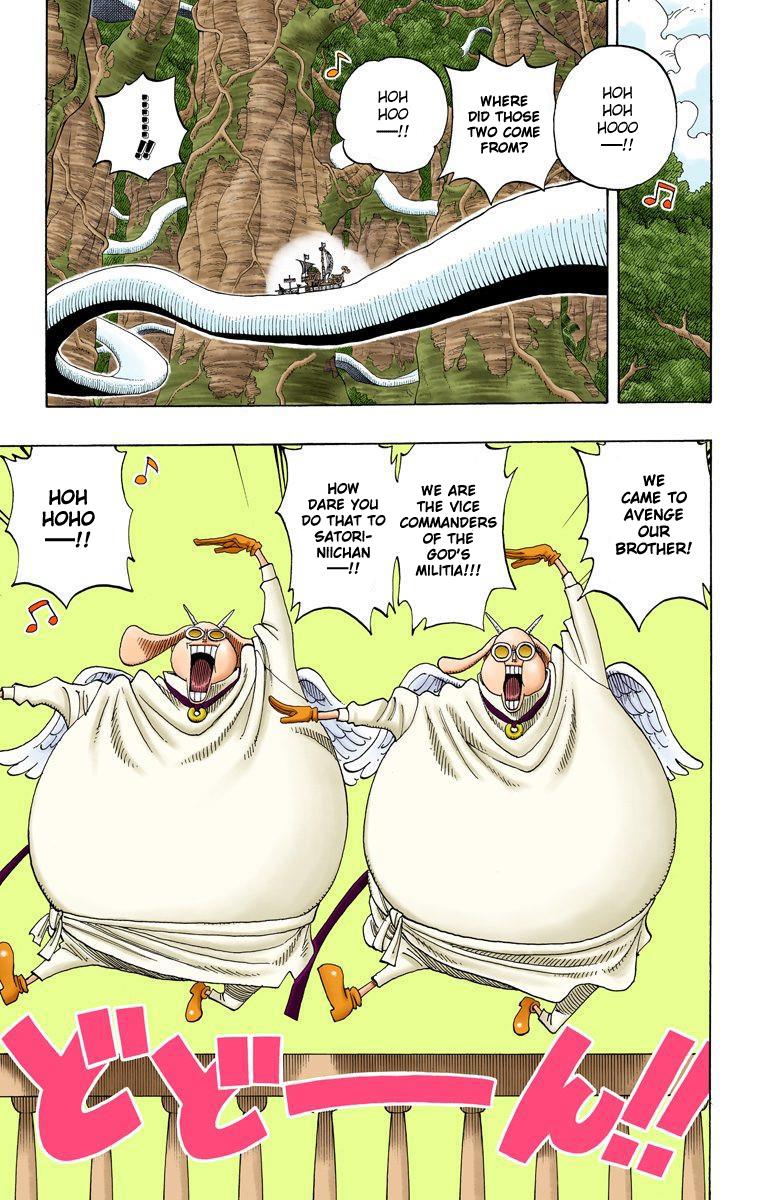 HOH
HOH
HOOO
—!!
WHERE
DID THOSE
TWO COME
FROM?
HOH
HOO
—!!
......!!
WE
CAME TO
AVENGE
OUR
BROTHER!
WE ARE
THE VICE
COMMANDERS
OF THE
GOD'S
MILITIA!!!
HOW
DARE YOU
DO THAT TO
SATORI-
NIICHAN
—!!
HOH
HOHO
—!!
どどーん!!